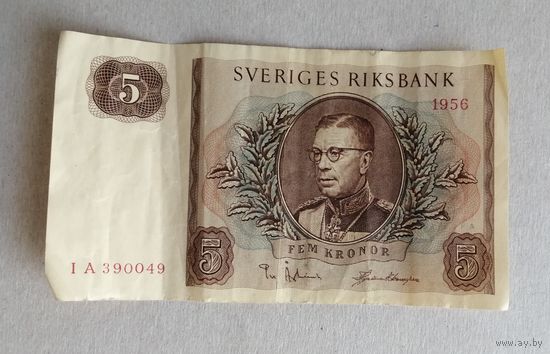 5
SVERIGES RIKSBANK
1956
FEM KRONOR
I A 390049
5
5
www.ay.by